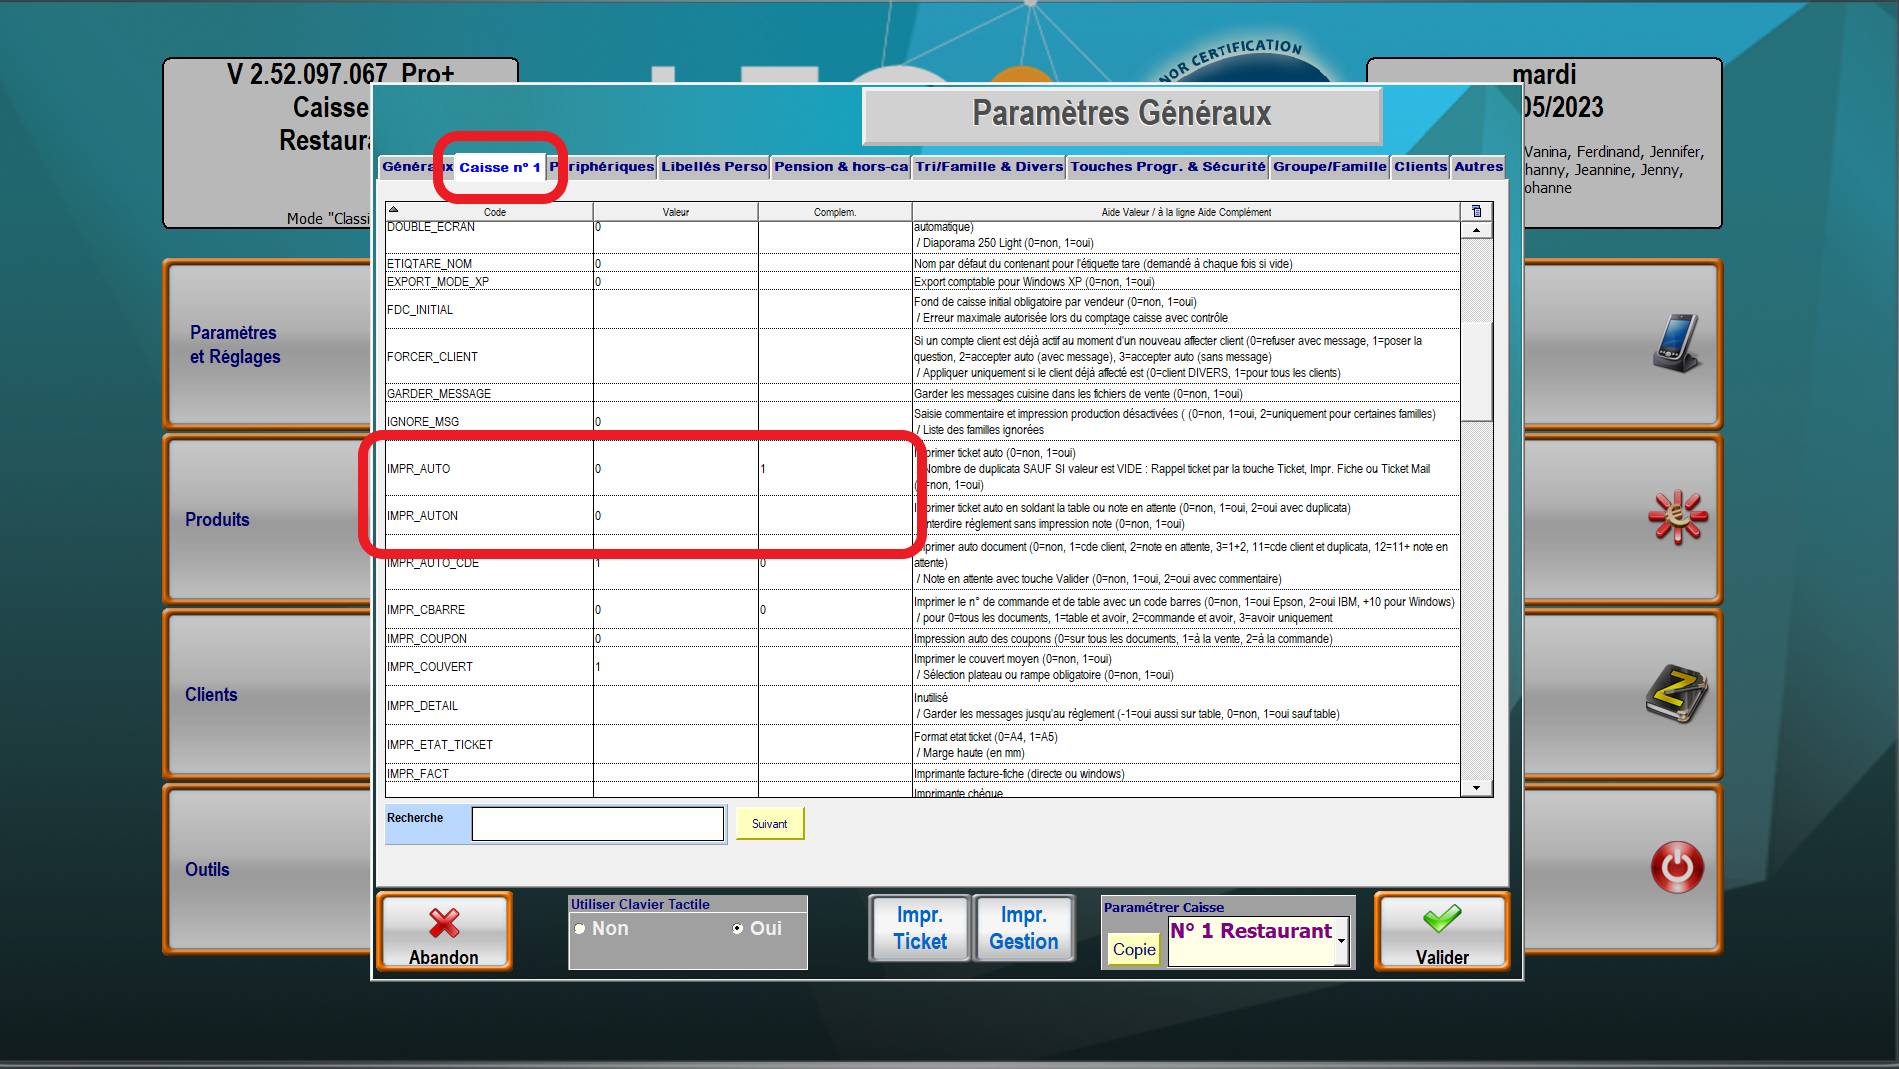 V 2.52.097.067 Pro+
Caisse
Mode "Classi
NOR CERTIFICATION
mardi
05/2023
Vanina, Ferdinand, Jennifer,
hanny, Jeannine, Jenny,
ohanne
Paramètres Généraux
Généraux
Caisse n° 1
Périphériques
Libellés Perso
Pension & hors-ca
Tri/Famille & Divers
Touches Progr. & Sécurité
Groupe/Famille
Clients
Autres
Code Valeur Complem. Aide Valeur / à la ligne Aide Complément
DOUBLE_ECRAN 0 automatique)
/ Diaporama 250 Light (0=non, 1=oui)
ETIQTARE_NOM 0 Nom par défaut du contenant pour l'étiquette tare (demandé à chaque fois si vide)
EXPORT_MODE_XP 0 Export comptable pour Windows XP (0=non, 1=oui)
FDC_INITIAL Fond de caisse initial obligatoire par vendeur (0=non, 1=oui)
/ Erreur maximale autorisée lors du comptage caisse avec contrôle
FORCER_CLIENT Si un compte client est déjà actif au moment d'un nouveau affecter client (0=refuser avec message, 1=poser la
question, 2=accepter auto (avec message), 3=accepter auto (sans message)
/ Appliquer uniquement si le client déjà affecté est (0=client DIVERS, 1=pour tous les clients)
GARDER_MESSAGE Garder les messages cuisine dans les fichiers de vente (0=non, 1=oui)
IGNORE_MSG 0 Saisie commentaire et impression production désactivées ( (0=non, 1=oui, 2=uniquement pour certaines familles)
/ Liste des familles ignorées
IMPR_AUTO 0 1 primer ticket auto (0=non, 1=oui)
Nombre de duplicata SAUF SI valeur est VIDE : Rappel ticket par la touche Ticket, Impr. Fiche ou Ticket Mail
=non, 1=oui)
IMPR_AUTON 0 primer ticket auto en soldant la table ou note en attente (0=non, 1=oui, 2=oui avec duplicata)
nterdire règlement sans impression note (0=non, 1=oui)
IMPR_AUTO_CDE 1 0 primer auto document (0=non, 1=cde client, 2=note en attente, 3=1+2, 11=cde client et duplicata, 12=11+ note en
attente)
/ Note en attente avec touche Valider (0=non, 1=oui, 2=oui avec commentaire)
IMPR_CBARRE 0 0 Imprimer le n° de commande et de table avec un code barres (0=non, 1=oui Epson, 2=oui IBM, +10 pour Windows)
/ pour 0=tous les documents, 1=table et avoir, 2=commande et avoir, 3=avoir uniquement
IMPR_COUPON 0 Impression auto des coupons (0=sur tous les documents, 1=à la vente, 2=à la commande)
IMPR_COUVERT 1 Imprimer le couvert moyen (0=non, 1=oui)
/ Sélection plateau ou rampe obligatoire (0=non, 1=oui)
IMPR_DETAIL Inutilisé
/ Garder les messages jusqu'au règlement (-1=oui aussi sur table, 0=non, 1=oui sauf table)
IMPR_ETAT_TICKET Format etat ticket (0=A4, 1=A5)
/ Marge haute (en mm)
IMPR_FACT Imprimante facture-fiche (directe ou windows)
Imprimante chèque
Recherche
Suivant
Paramètres
et Réglages
Produits
Clients
Outils
Abandon
Utiliser Clavier Tactile
Non Oui
Impr.
Ticket
Impr.
Gestion
Paramétrer Caisse
Copie
N° 1 Restaurant
Valider